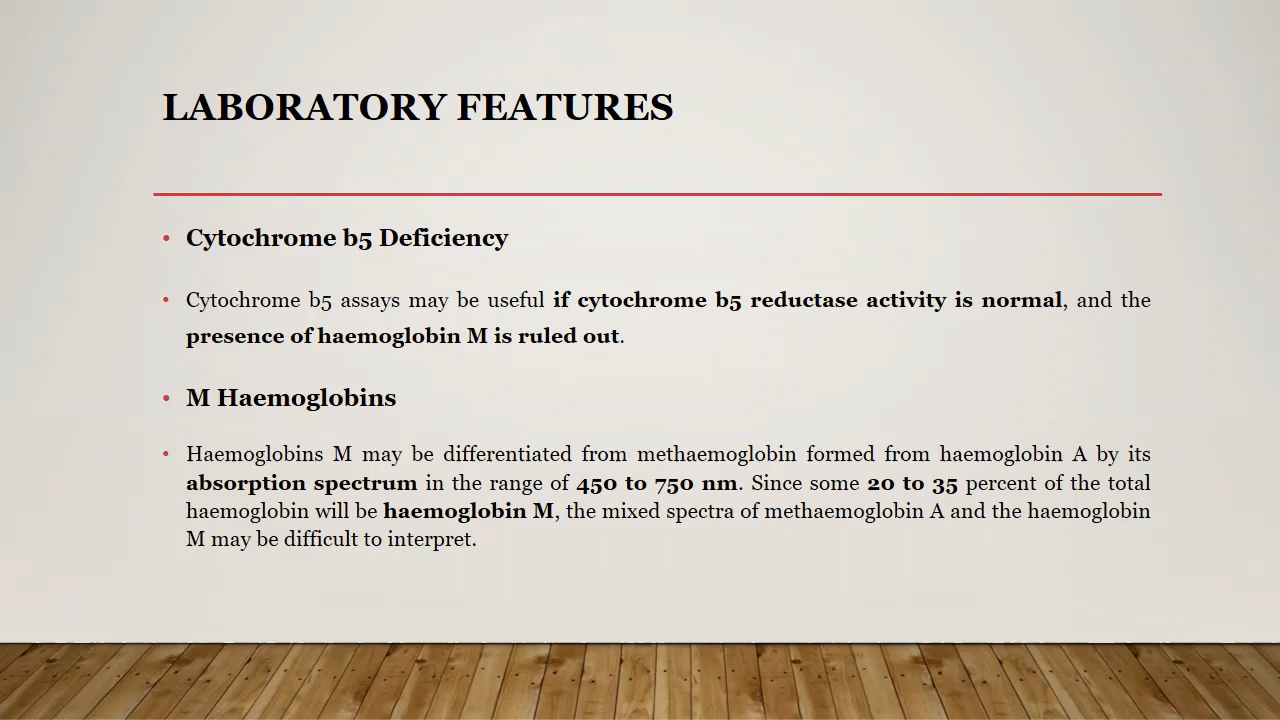 LABORATORY FEATURES
• Cytochrome b5 Deficiency
• Cytochrome b5 assays may be useful if cytochrome b5 reductase activity is normal, and the
presence of haemoglobin M is ruled out.
• M Haemoglobins
• Haemoglobins M may be differentiated from methaemoglobin formed from haemoglobin A by its
absorption spectrum in the range of 450 to 750 nm. Since some 20 to 35 percent of the total
haemoglobin will be haemoglobin M, the mixed spectra of methaemoglobin A and the haemoglobin
M may be difficult to interpret.